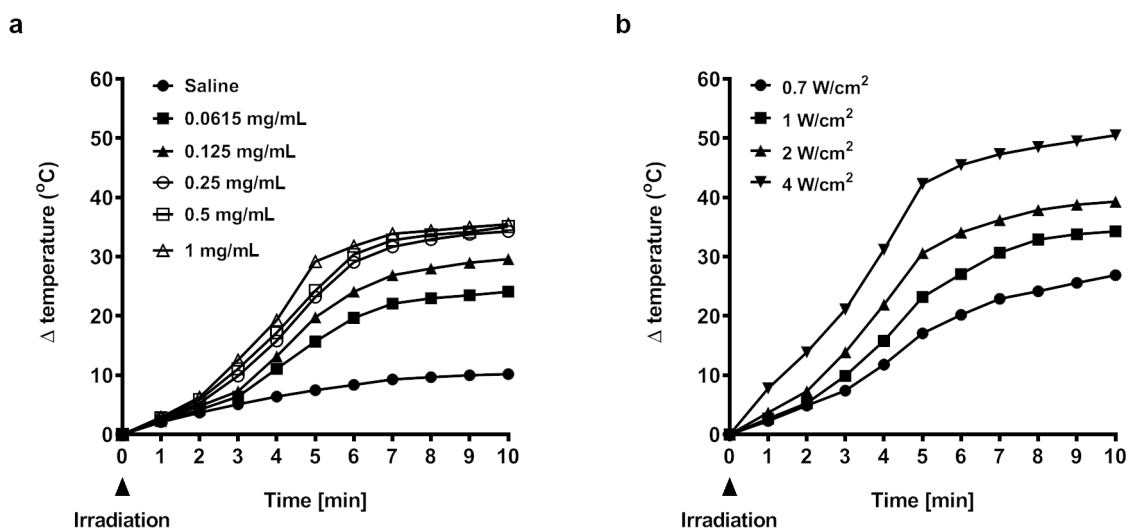 a
60
50
40
30
20
10
0
Δ temperature (°C)
Saline
0.0615 mg/mL
0.125 mg/mL
0.25 mg/mL
0.5 mg/mL
1 mg/mL
0 1 2 3 4 5 6 7 8 9 10
Time [min]
Irradiation
b
60
50
40
30
20
10
0
Δ temperature (°C)
0.7 W/cm²
1 W/cm²
2 W/cm²
4 W/cm²
0 1 2 3 4 5 6 7 8 9 10
Time [min]
Irradiation